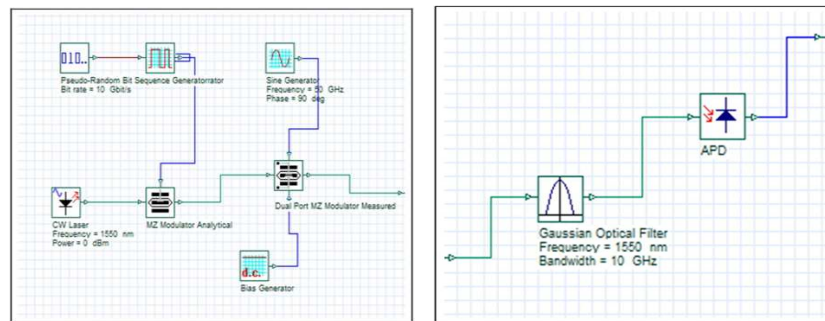 010..
Pseudo-Random Bit Sequence Generatorrator
Bit rate = 10 Gbit/s
Sine Generator
Frequency = 50 GHz
Phase = 90 deg
CW Laser
Frequency = 1550 nm
Power = 0 dBm
MZ Modulator Analytical
Dual Port MZ Modulator Measured
d.c.
Bias Generator
APD
Gaussian Optical Filter
Frequency = 1550 nm
Bandwidth = 10 GHz